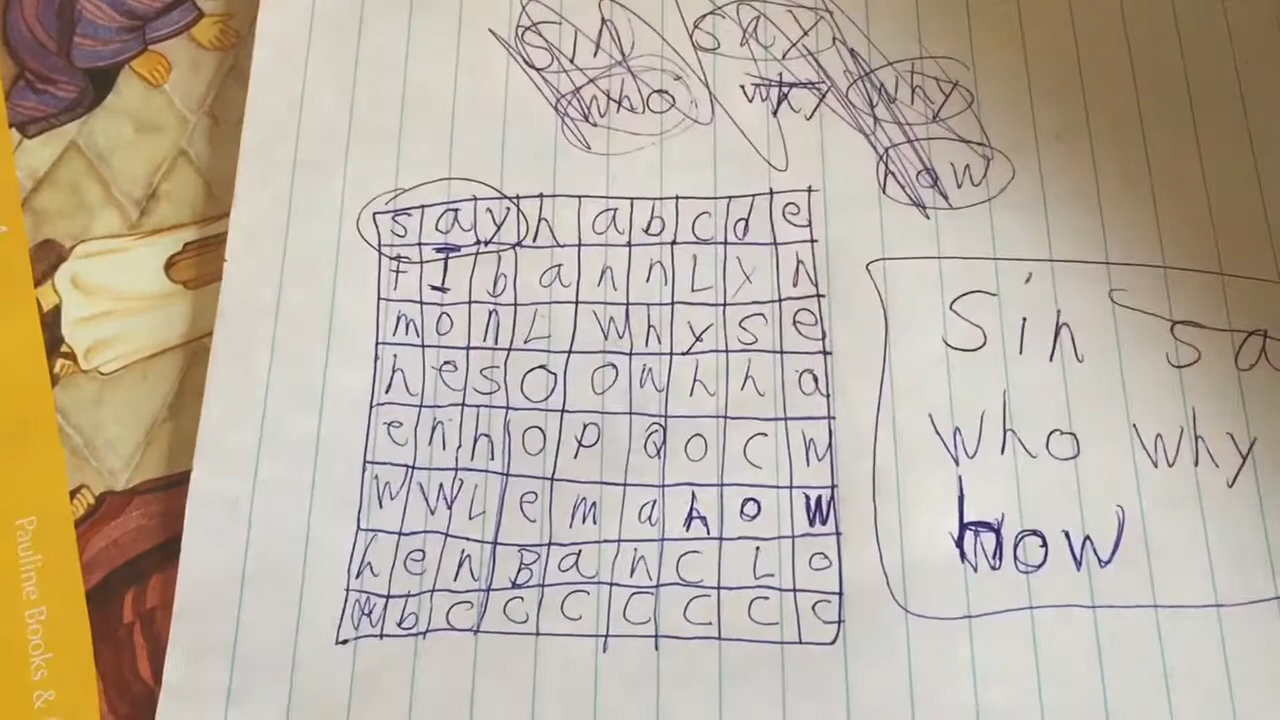 sin say
who why why
how
s a y h a b c d e
f I b a n n L y N
m o n L w h y s e
h e s o o n h h a
e n n o p Q o c N
w W L e m a h o w
h e n B a n c L o
b c c c c c c c
Sin sa
who why
how
Pauline Books &